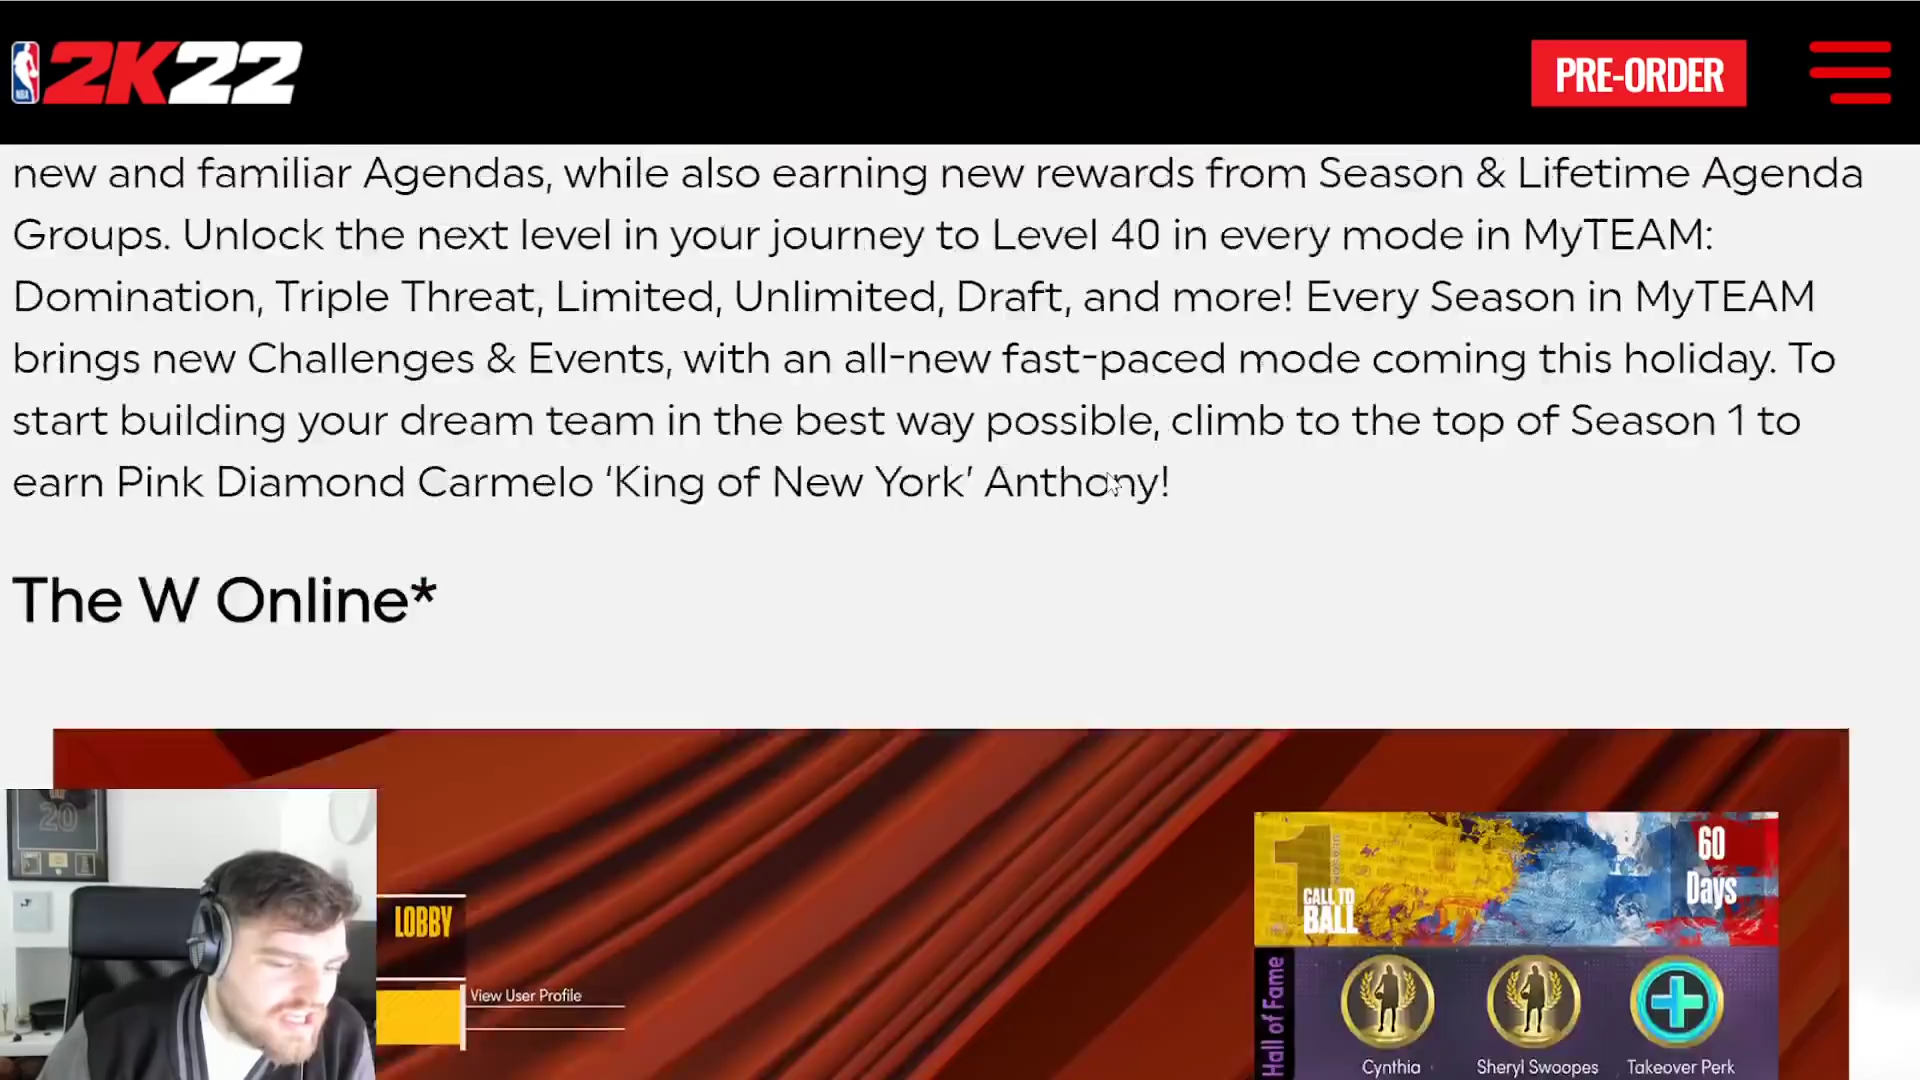 NBA 2K22
PRE-ORDER
new and familiar Agendas, while also earning new rewards from Season & Lifetime Agenda
Groups. Unlock the next level in your journey to Level 40 in every mode in MyTEAM:
Domination, Triple Threat, Limited, Unlimited, Draft, and more! Every Season in MyTEAM
brings new Challenges & Events, with an all-new fast-paced mode coming this holiday. To
start building your dream team in the best way possible, climb to the top of Season 1 to
earn Pink Diamond Carmelo ‘King of New York’ Anthony!
The W Online*
20
LOBBY
View User Profile
1
CALL TO
BALL
60
Days
Hall of Fame
Cynthia
Sheryl Swoopes
Takeover Perk